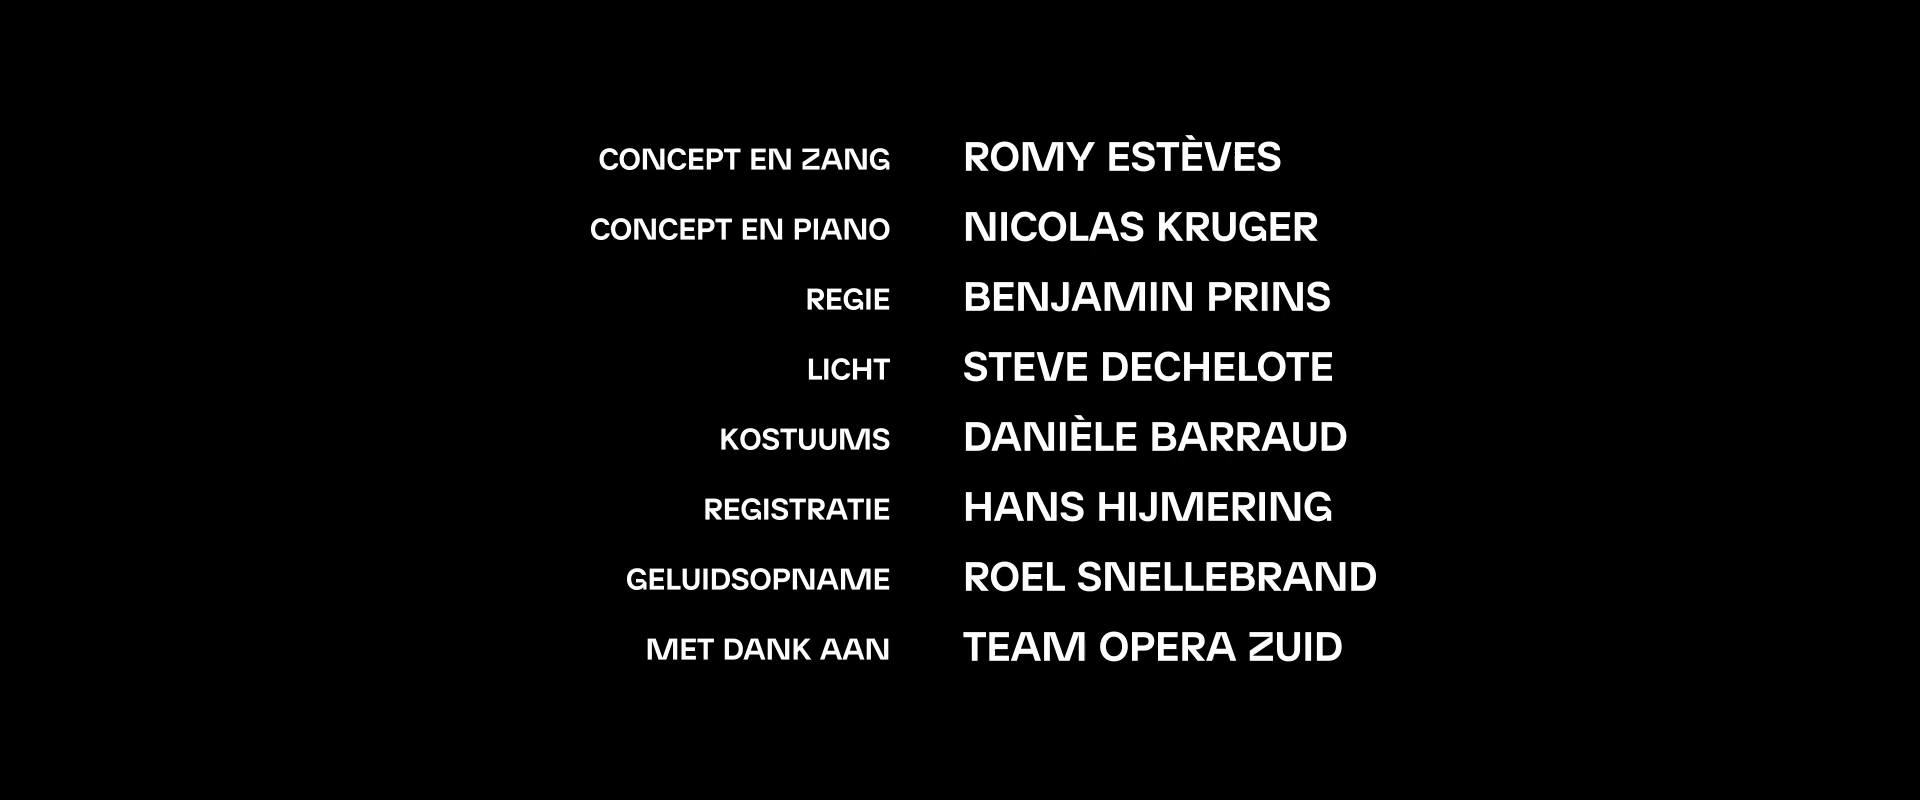 CONCEPT EN ZANG ROMY ESTÈVES
CONCEPT EN PIANO NICOLAS KRUGER
REGIE BENJAMIN PRINS
LICHT STEVE DECHELOTE
KOSTUUMS DANIÈLE BARRAUD
REGISTRATIE HANS HIJMERING
GELUIDSOPNAME ROEL SNELLEBRAND
MET DANK AAN TEAM OPERA ZUID